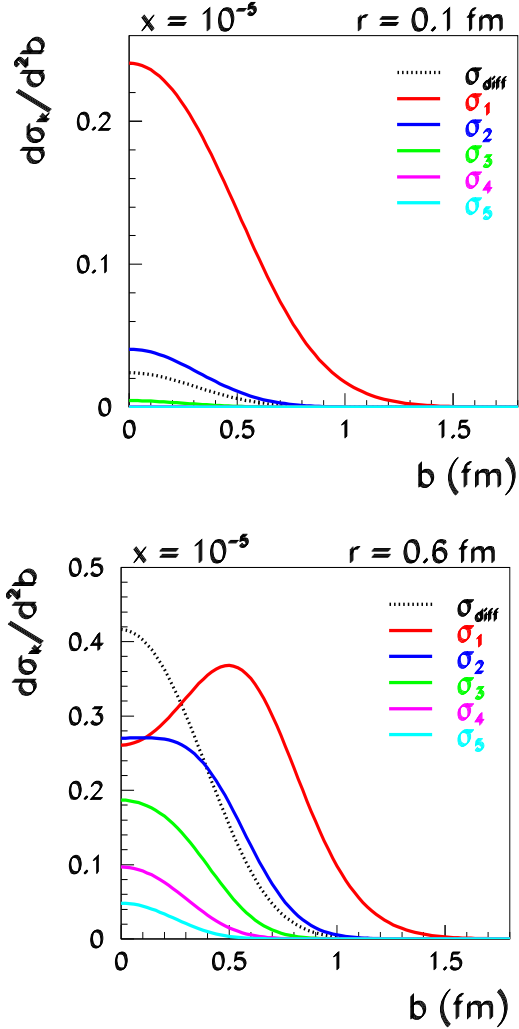 x = 10⁻⁵ r = 0.1 fm
dσₖ/d²b
σdiff
σ₁
σ₂
σ₃
σ₄
σ₅
0.2
0.1
0
0 0.5 1 1.5
b (fm)
x = 10⁻⁵ r = 0.6 fm
dσₖ/d²b
σdiff
σ₁
σ₂
σ₃
σ₄
σ₅
0.5
0.4
0.3
0.2
0.1
0
0 0.5 1 1.5
b (fm)